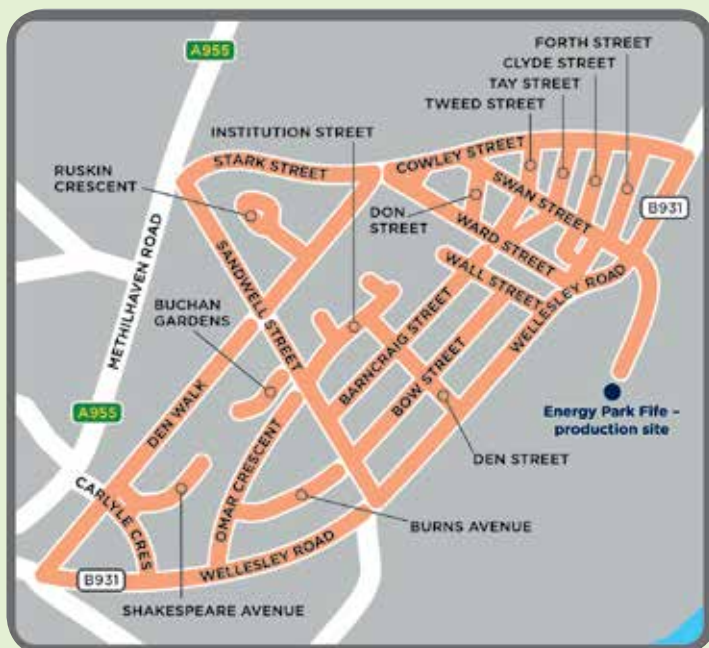 FORTH STREET
CLYDE STREET
TAY STREET
TWEED STREET
A955
INSTITUTION STREET
STARK STREET
COWLEY STREET
RUSKIN
CRESCENT
SWAN STREET
B931
DON
STREET
WARD STREET
METHILHAVEN ROAD
SANDWELL STREET
WALL STREET
WELLESLEY ROAD
BUCHAN
GARDENS
BARNCRAIG STREET
BOW STREET
Energy Park Fife –
production site
A955
DEN WALK
OMAR CRESCENT
DEN STREET
CARLYLE CRES
BURNS AVENUE
WELLESLEY ROAD
B931
SHAKESPEARE AVENUE